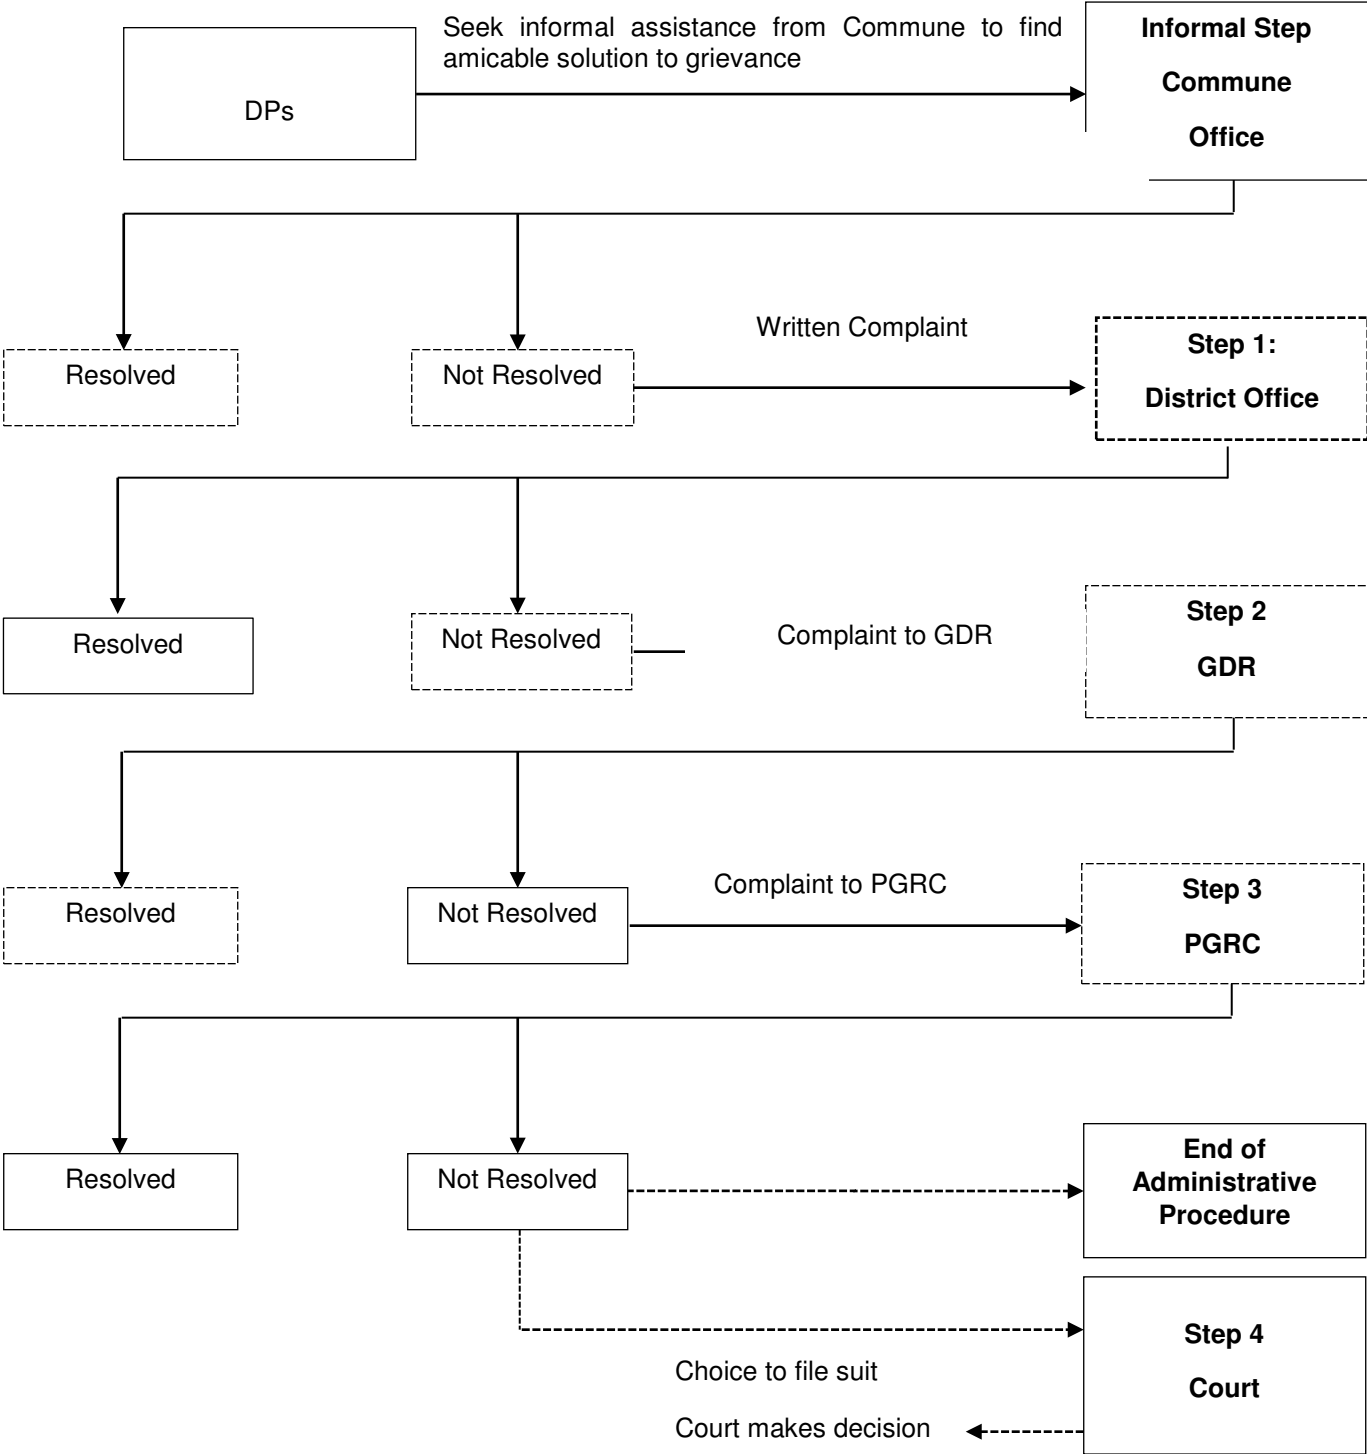 Seek informal assistance from Commune to find
amicable solution to grievance
DPs
Informal Step
Commune
Office
Resolved
Not Resolved
Written Complaint
Step 1:
District Office
Resolved
Not Resolved
Complaint to GDR
Step 2
GDR
Resolved
Not Resolved
Complaint to PGRC
Step 3
PGRC
Resolved
Not Resolved
End of
Administrative
Procedure
Step 4
Court
Choice to file suit
Court makes decision